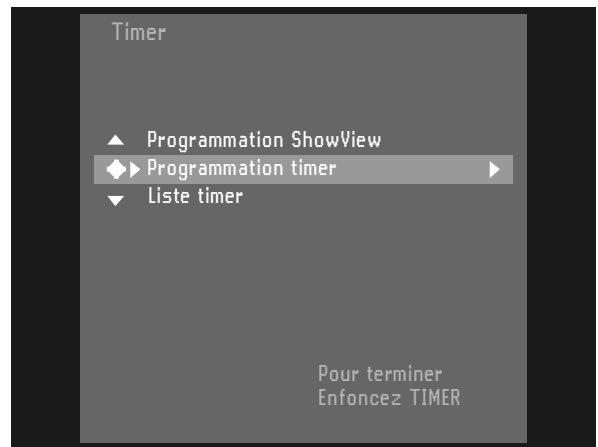 Timer
Programmation ShowView
Programmation timer
Liste timer
Pour terminer
Enfoncez TIMER